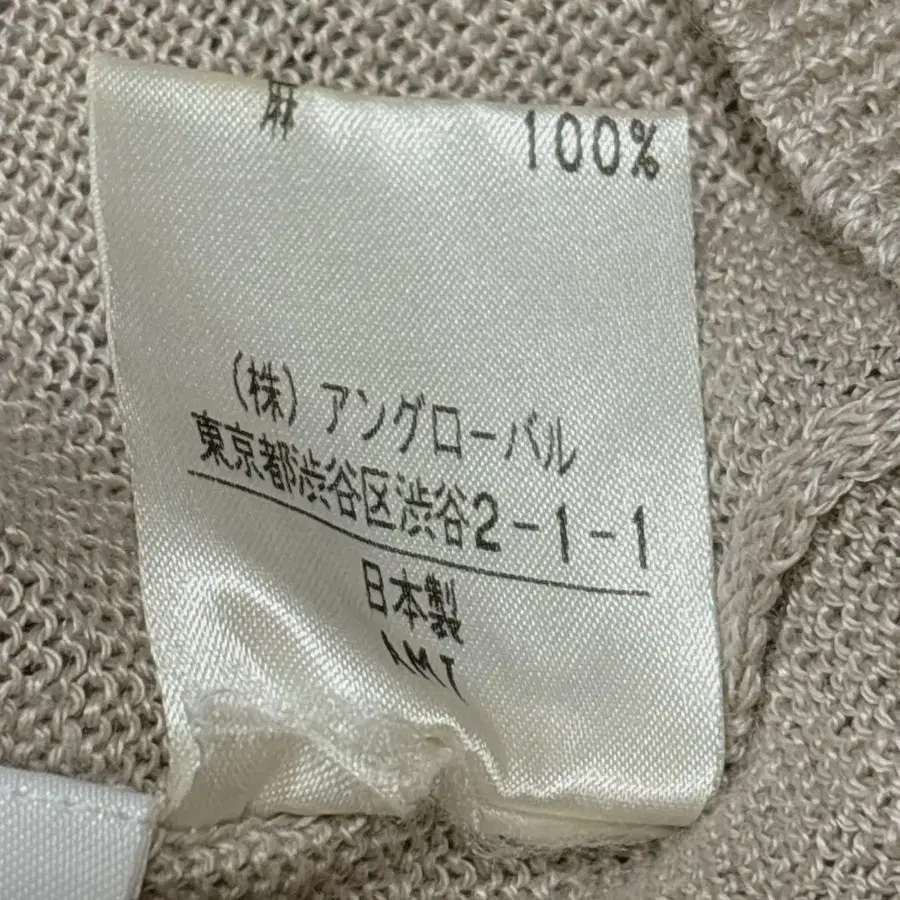 麻 100%
(株)アングローバル
東京都渋谷区渋谷2-1-1
日本製